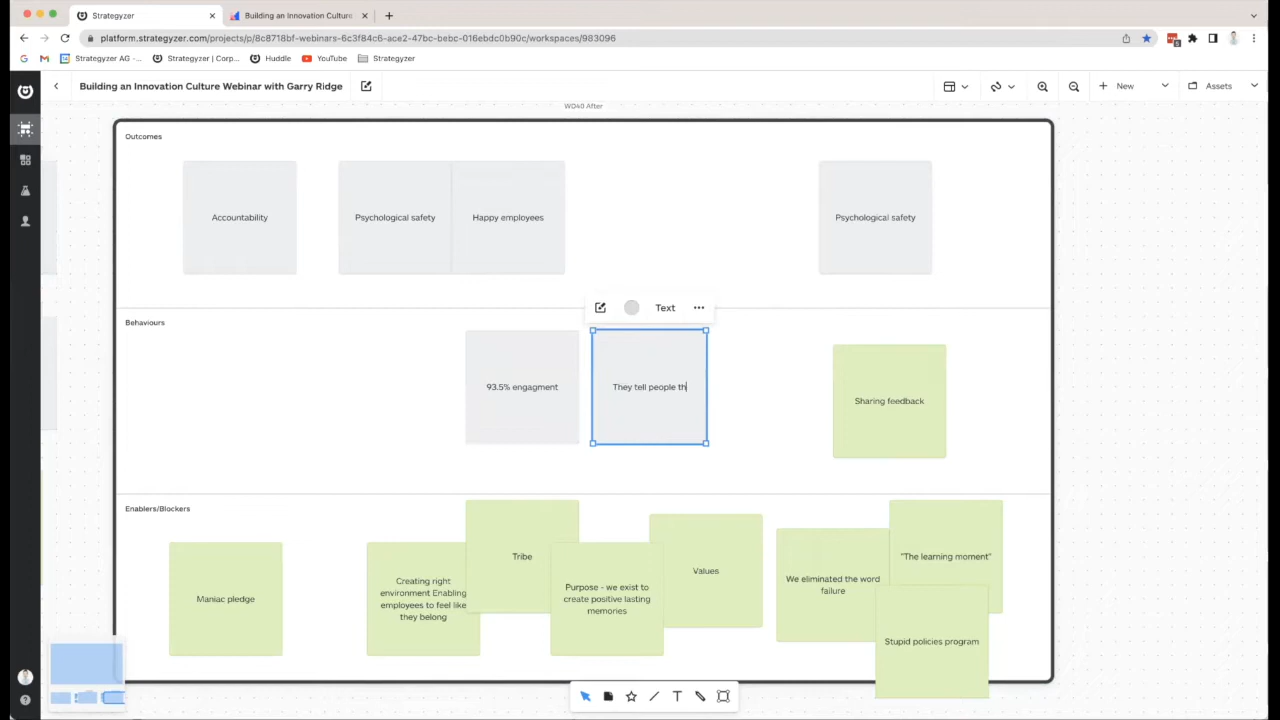 Strategyzer
Building an Innovation Culture
platform.strategyzer.com/projects/p/8c8718bf-webinars-6c3f84c6-ace2-47bc-bebc-016ebdc0b90c/workspaces/983096
Strategyzer AG -...
Strategyzer | Corp...
Huddle
YouTube
Strategyzer
Building an Innovation Culture Webinar with Garry Ridge
New
Assets
WD40 After
Outcomes
Accountability
Psychological safety
Happy employees
Psychological safety
Text
Behaviours
93.5% engagment
They tell people th
Sharing feedback
Enablers/Blockers
Maniac pledge
Creating right
environment Enabling
employees to feel like
they belong
Tribe
Purpose - we exist to
create positive lasting
memories
Values
We eliminated the word
failure
"The learning moment"
Stupid policies program